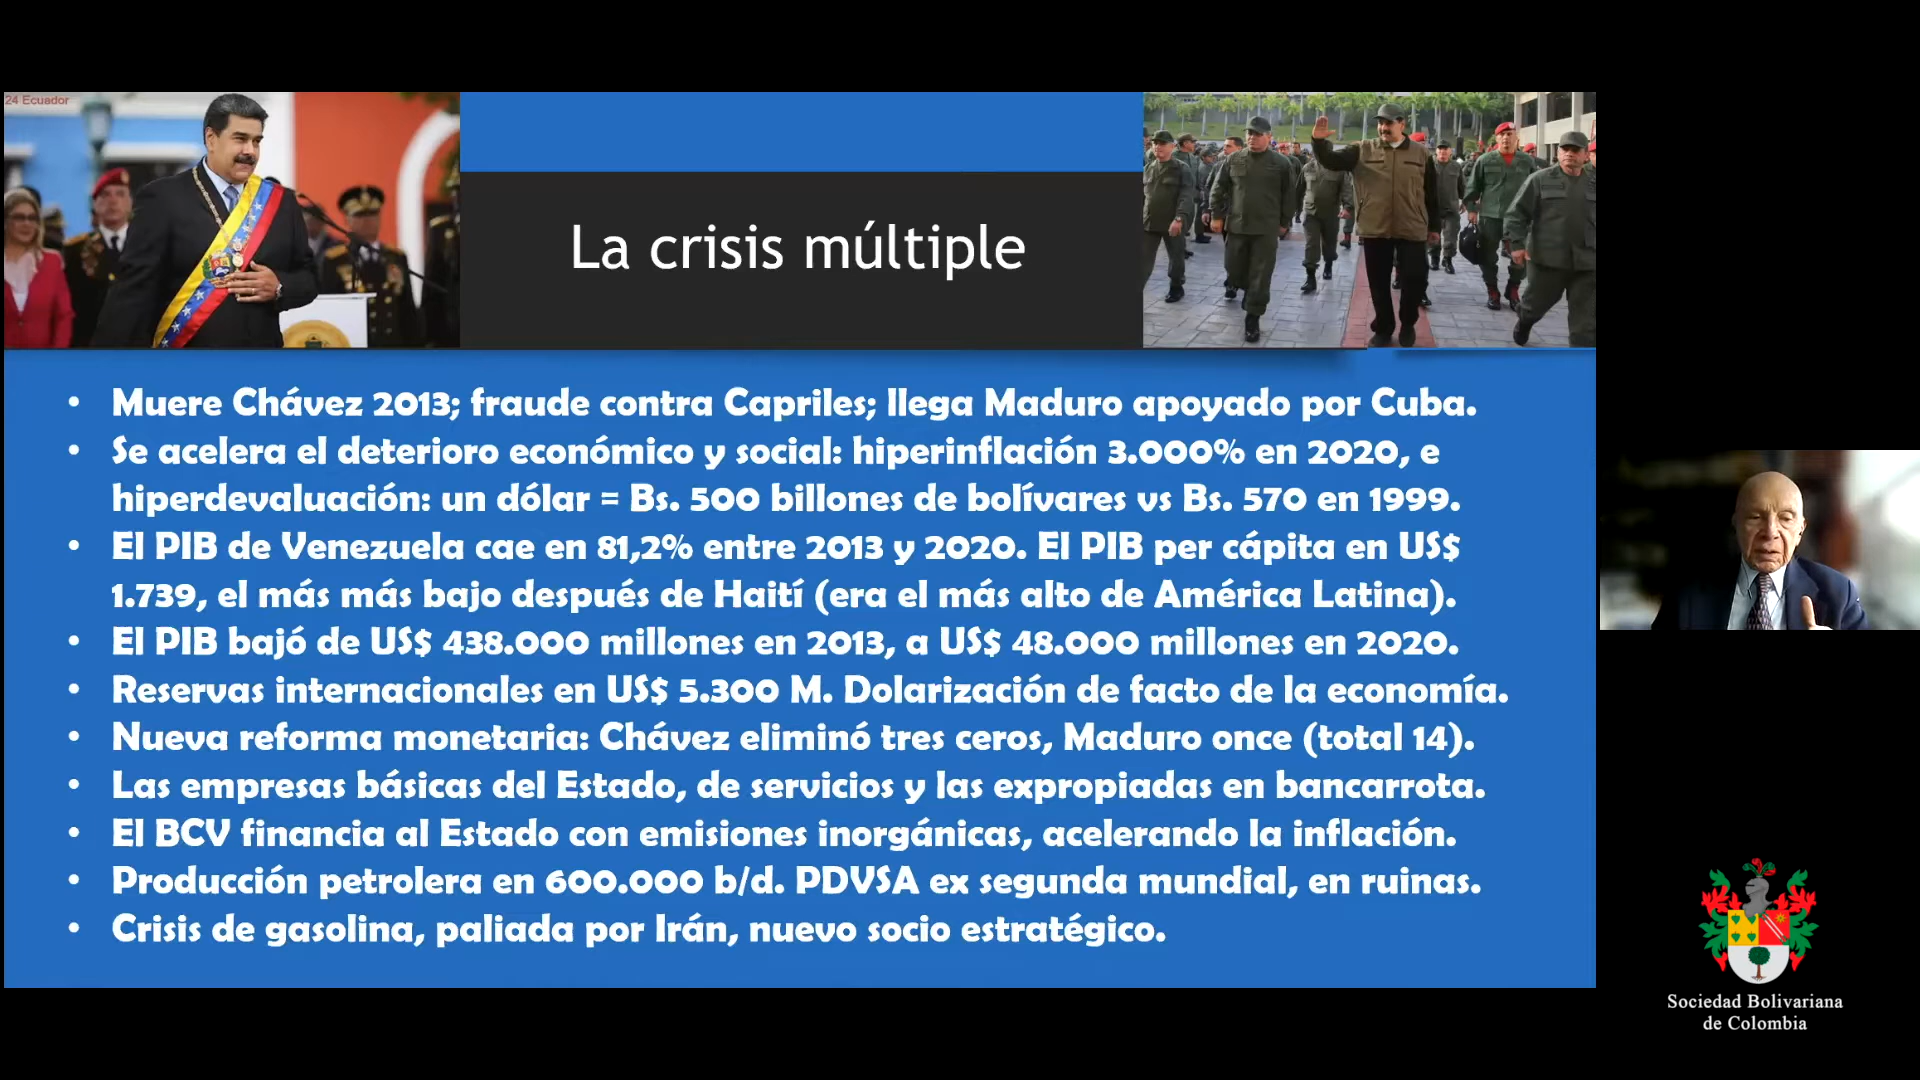 24 Ecuador
La crisis múltiple
• Muere Chávez 2013; fraude contra Capriles; llega Maduro apoyado por Cuba.
• Se acelera el deterioro económico y social: hiperinflación 3.000% en 2020, e
hiperdevaluación: un dólar = Bs. 500 billones de bolívares vs Bs. 570 en 1999.
• El PIB de Venezuela cae en 81,2% entre 2013 y 2020. El PIB per cápita en US$
1.739, el más más bajo después de Haití (era el más alto de América Latina).
• El PIB bajó de US$ 438.000 millones en 2013, a US$ 48.000 millones en 2020.
• Reservas internacionales en US$ 5.300 M. Dolarización de facto de la economía.
• Nueva reforma monetaria: Chávez eliminó tres ceros, Maduro once (total 14).
• Las empresas básicas del Estado, de servicios y las expropiadas en bancarrota.
• El BCV financia al Estado con emisiones inorgánicas, acelerando la inflación.
• Producción petrolera en 600.000 b/d. PDVSA ex segunda mundial, en ruinas.
• Crisis de gasolina, paliada por Irán, nuevo socio estratégico.
Sociedad Bolivariana
de Colombia